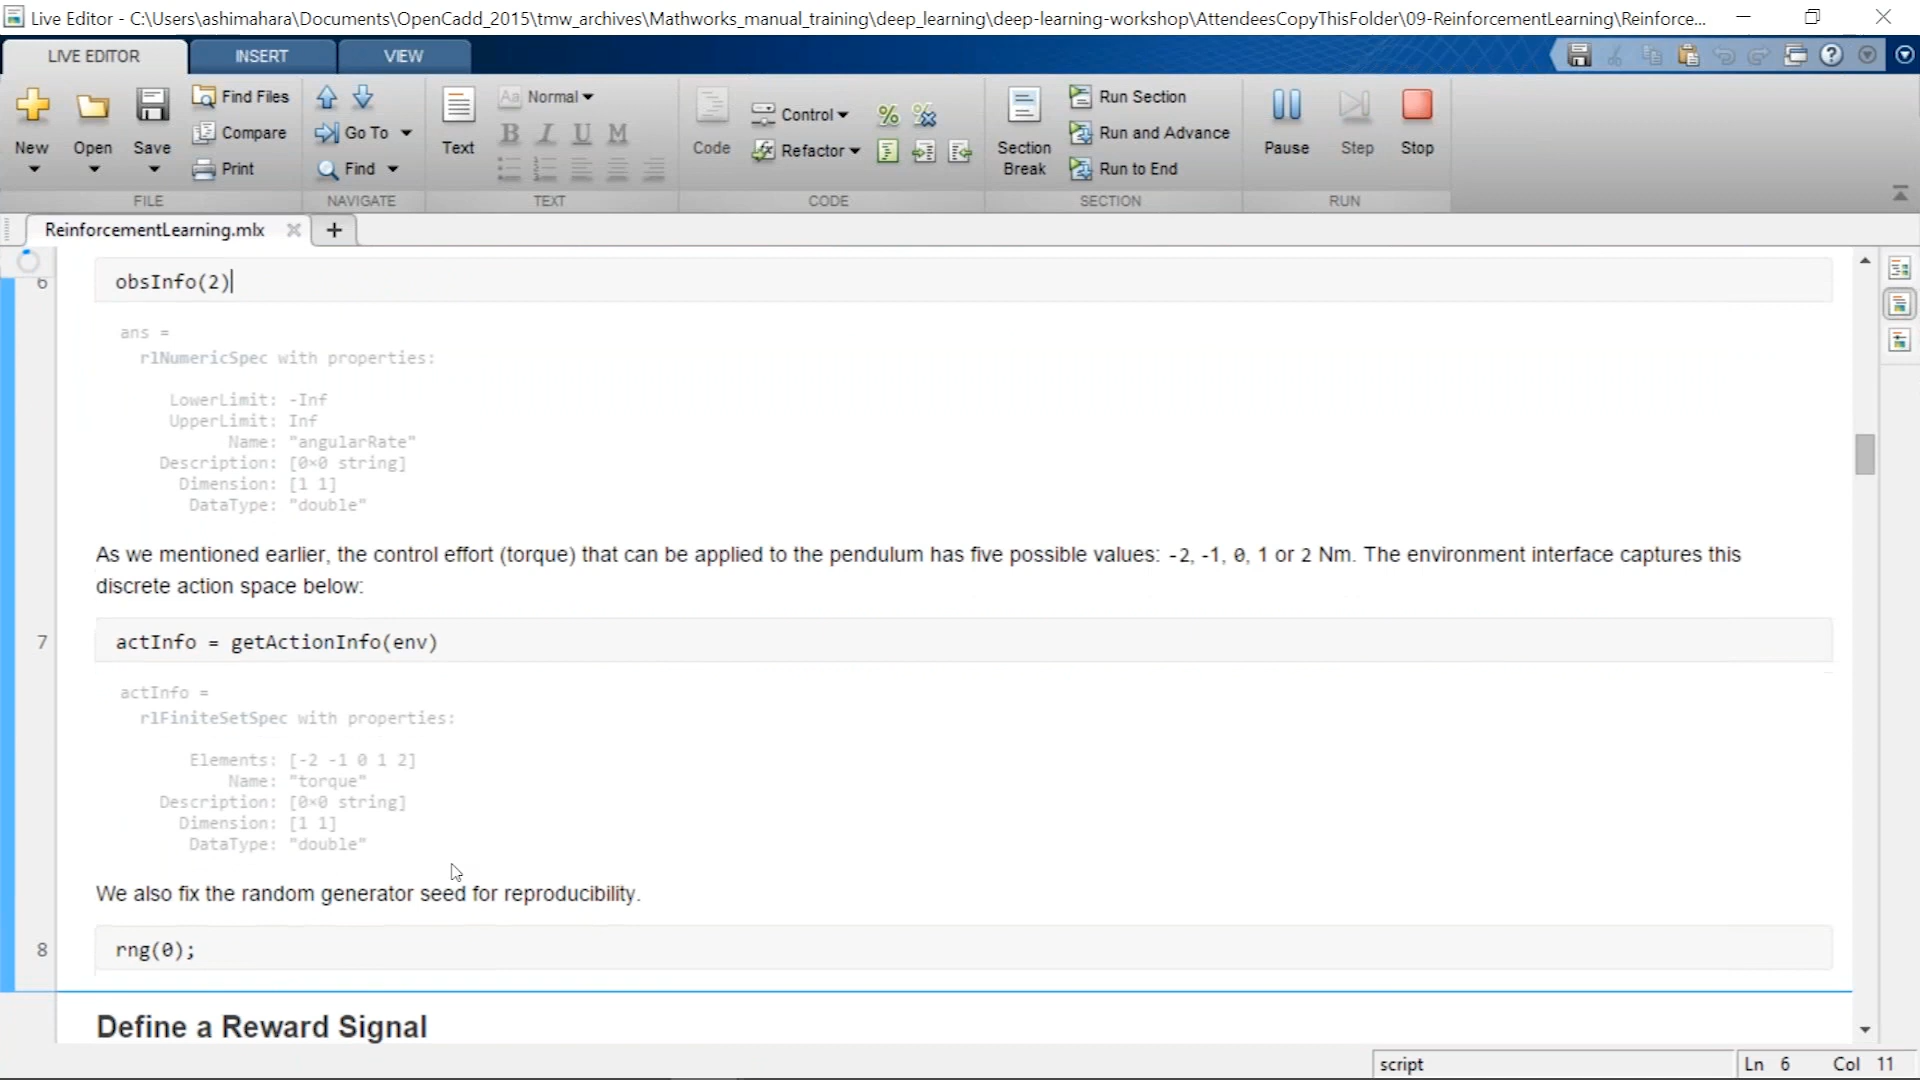 Live Editor - C:\Users\ashimahara\Documents\OpenCadd_2015\tmw_archives\Mathworks_manual_training\deep_learning\deep-learning-workshop\AttendeesCopyThisFolder\09-ReinforcementLearning\Reinforce...
LIVE EDITOR INSERT VIEW
New Open Save Find Files Compare Print
FILE
Go To Find
NAVIGATE
Text Aa Normal B I U M
TEXT
Code Control Refactor
CODE
Section Break Run Section Run and Advance Run to End
SECTION
Pause Step Stop
RUN
ReinforcementLearning.mlx
6 obsInfo(2)
ans =
rlNumericSpec with properties:
LowerLimit: -Inf
UpperLimit: Inf
Name: "angularRate"
Description: [0×0 string]
Dimension: [1 1]
DataType: "double"
As we mentioned earlier, the control effort (torque) that can be applied to the pendulum has five possible values: -2, -1, 0, 1 or 2 Nm. The environment interface captures this
discrete action space below:
7 actInfo = getActionInfo(env)
actInfo =
rlFiniteSetSpec with properties:
Elements: [-2 -1 0 1 2]
Name: "torque"
Description: [0×0 string]
Dimension: [1 1]
DataType: "double"
We also fix the random generator seed for reproducibility.
8 rng(0);
Define a Reward Signal
script Ln 6 Col 11